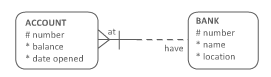 ACCOUNT
# number
* balance
* date opened
at
have
BANK
# number
* name
* location